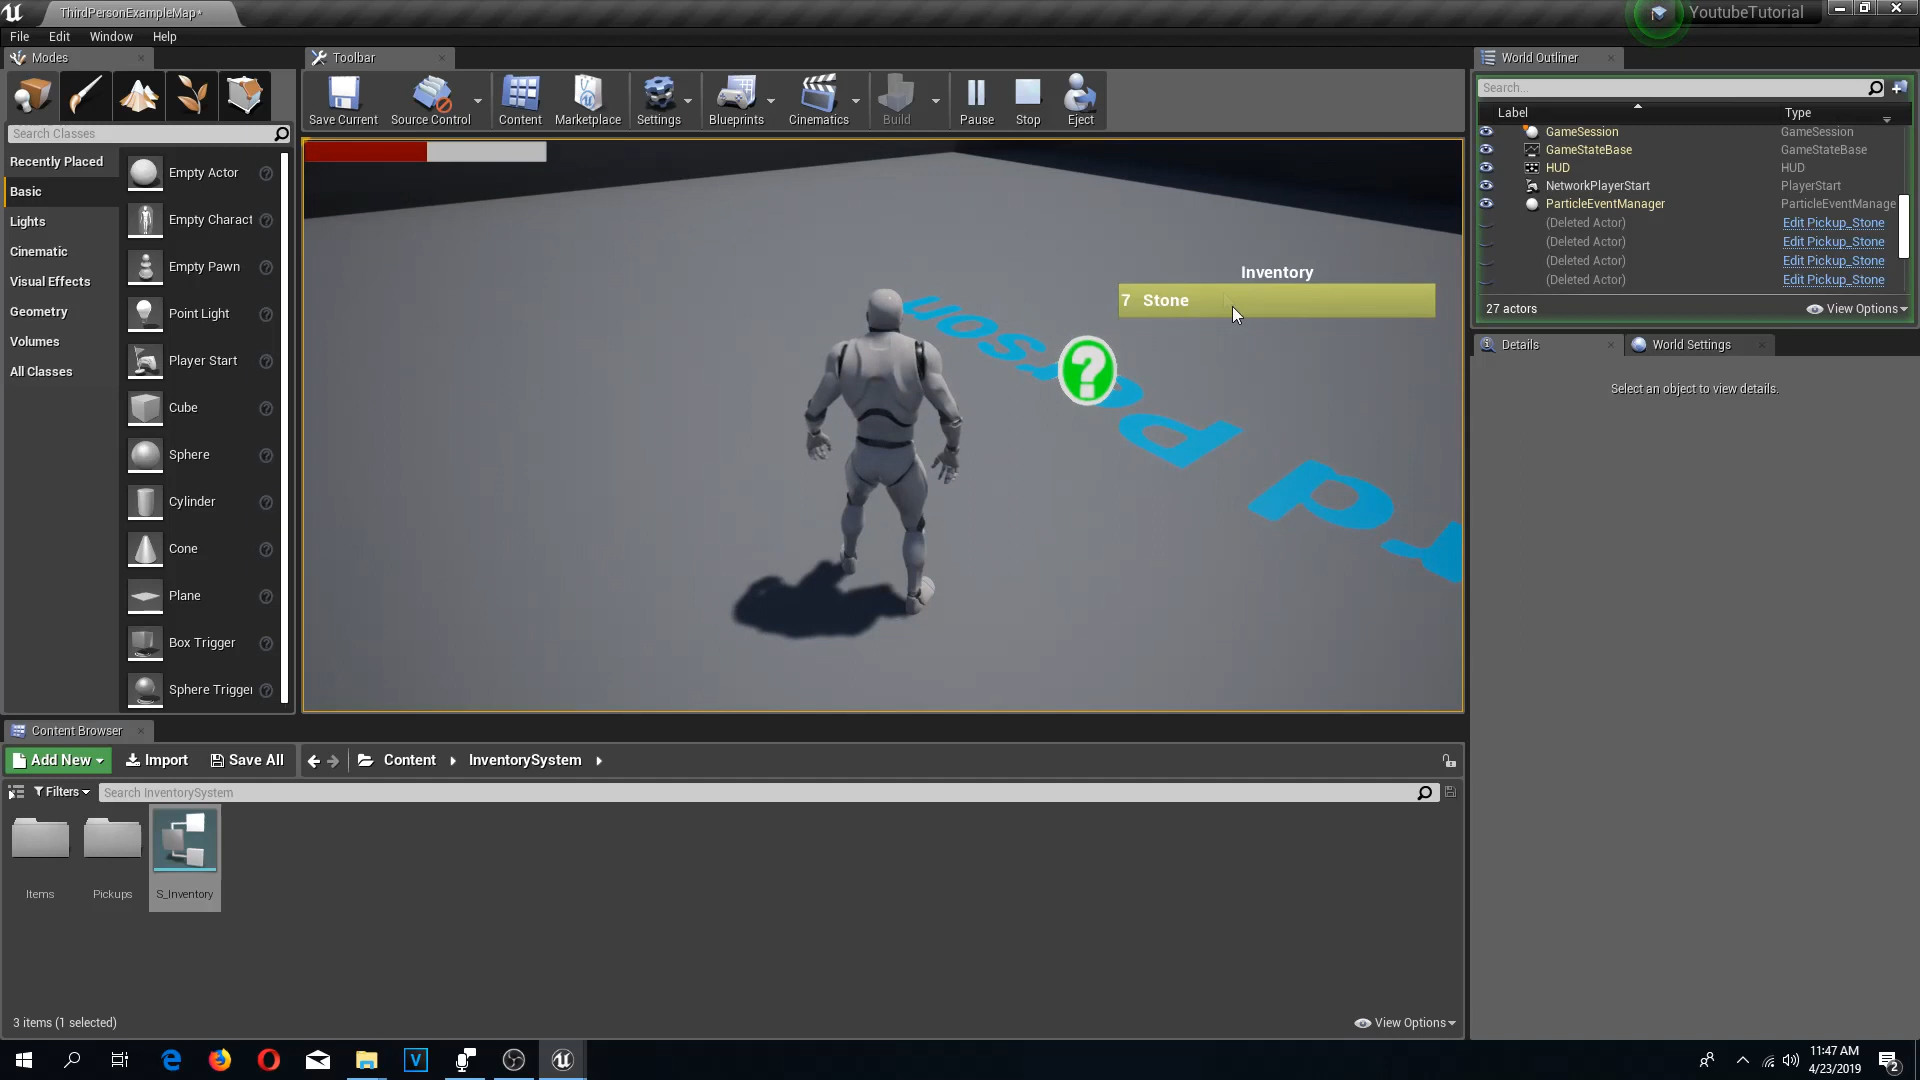 ThirdPersonExampleMap*
YoutubeTutorial
File Edit Window Help
Modes
Toolbar
World Outliner
Search...
Save Current Source Control Content Marketplace Settings Blueprints Cinematics Build Pause Stop Eject
Label Type
Search Classes
GameSession GameSession
GameStateBase GameStateBase
HUD HUD
NetworkPlayerStart PlayerStart
ParticleEventManager ParticleEventManage
(Deleted Actor) Edit Pickup_Stone
(Deleted Actor) Edit Pickup_Stone
(Deleted Actor) Edit Pickup_Stone
(Deleted Actor) Edit Pickup_Stone
27 actors View Options
Recently Placed
Basic
Lights
Cinematic
Visual Effects
Geometry
Volumes
All Classes
Empty Actor
Empty Charact
Empty Pawn
Point Light
Player Start
Cube
Sphere
Cylinder
Cone
Plane
Box Trigger
Sphere Trigger
Inventory
7 Stone
?
Person
Details World Settings
Select an object to view details.
Content Browser
Add New Import Save All Content InventorySystem
Filters Search InventorySystem
Items Pickups S_Inventory
3 items (1 selected) View Options
11:47 AM
4/23/2019
2